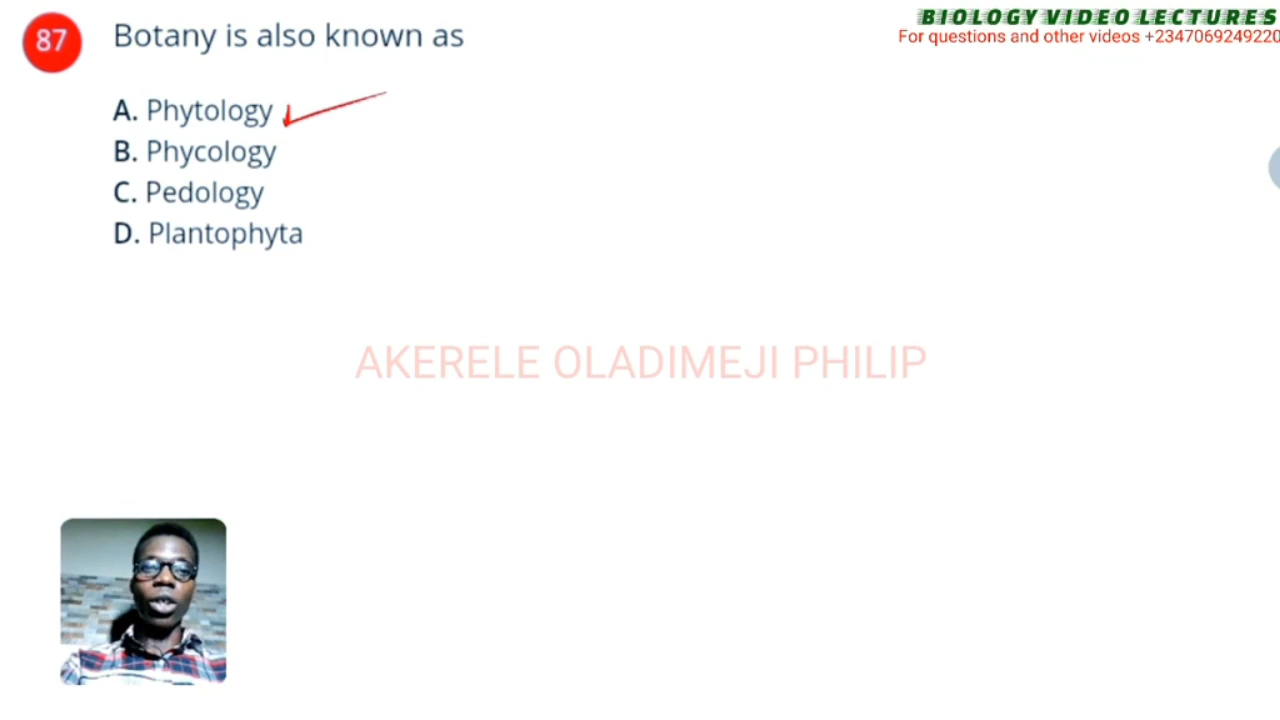 BIOLOGY VIDEO LECTURES
For questions and other videos +2347069249220
87 Botany is also known as
A. Phytology
B. Phycology
C. Pedology
D. Plantophyta
AKERELE OLADIMEJI PHILIP